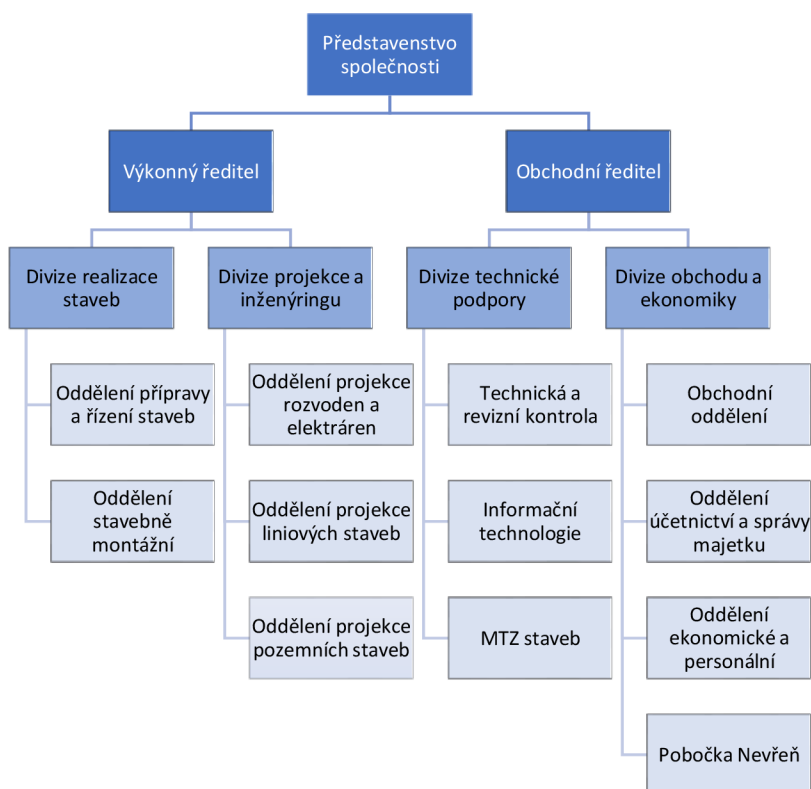 Představenstvo
společnosti
Výkonný ředitel
Obchodní ředitel
Divize realizace
staveb
Divize projekce a
inženýringu
Divize technické
podpory
Divize obchodu a
ekonomiky
Oddělení přípravy
a řízení staveb
Oddělení projekce
rozvoden a
elektráren
Technická a
revizní kontrola
Obchodní
oddělení
Oddělení
stavebně
montážní
Oddělení projekce
liniových staveb
Informační
technologie
Oddělení
účetnictví a správy
majetku
Oddělení projekce
pozemních staveb
MTZ staveb
Oddělení
ekonomické a
personální
Pobočka Nevřeň